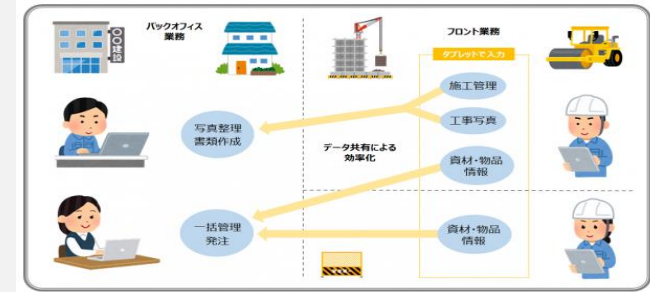 バックオフィス
業務
フロント業務
〇〇建設
タブレットで入力
施工管理
工事写真
写真整理
書類作成
データ共有による
効率化
資材・物品
情報
一括管理
発注
資材・物品
情報